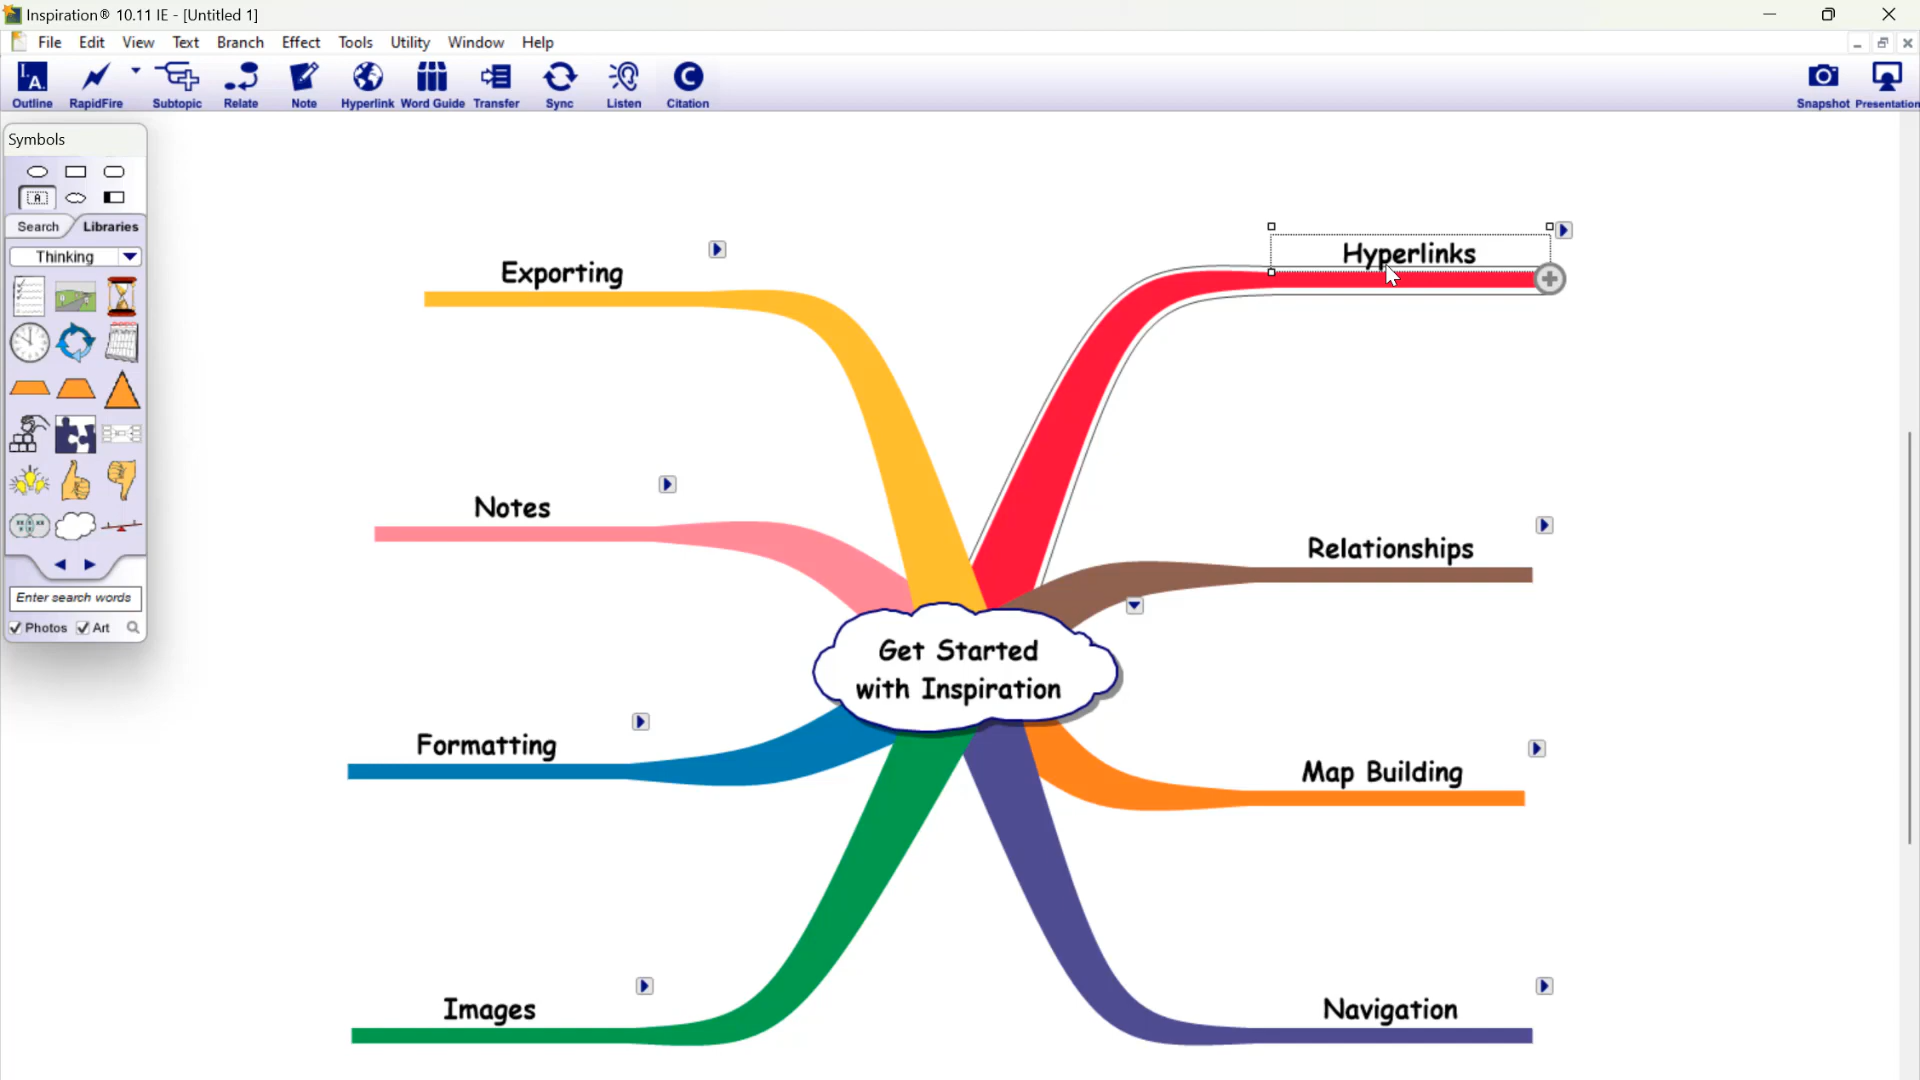 Inspiration® 10.11 IE - [Untitled 1]
File Edit View Text Branch Effect Tools Utility Window Help
Outline RapidFire Subtopic Relate Note Hyperlink Word Guide Transfer Sync Listen Citation Snapshot Presentation
Symbols
A
Search Libraries
Thinking
Enter search words
Photos Art
Exporting
Hyperlinks
Notes
Relationships
Get Started
with Inspiration
Formatting
Map Building
Images
Navigation